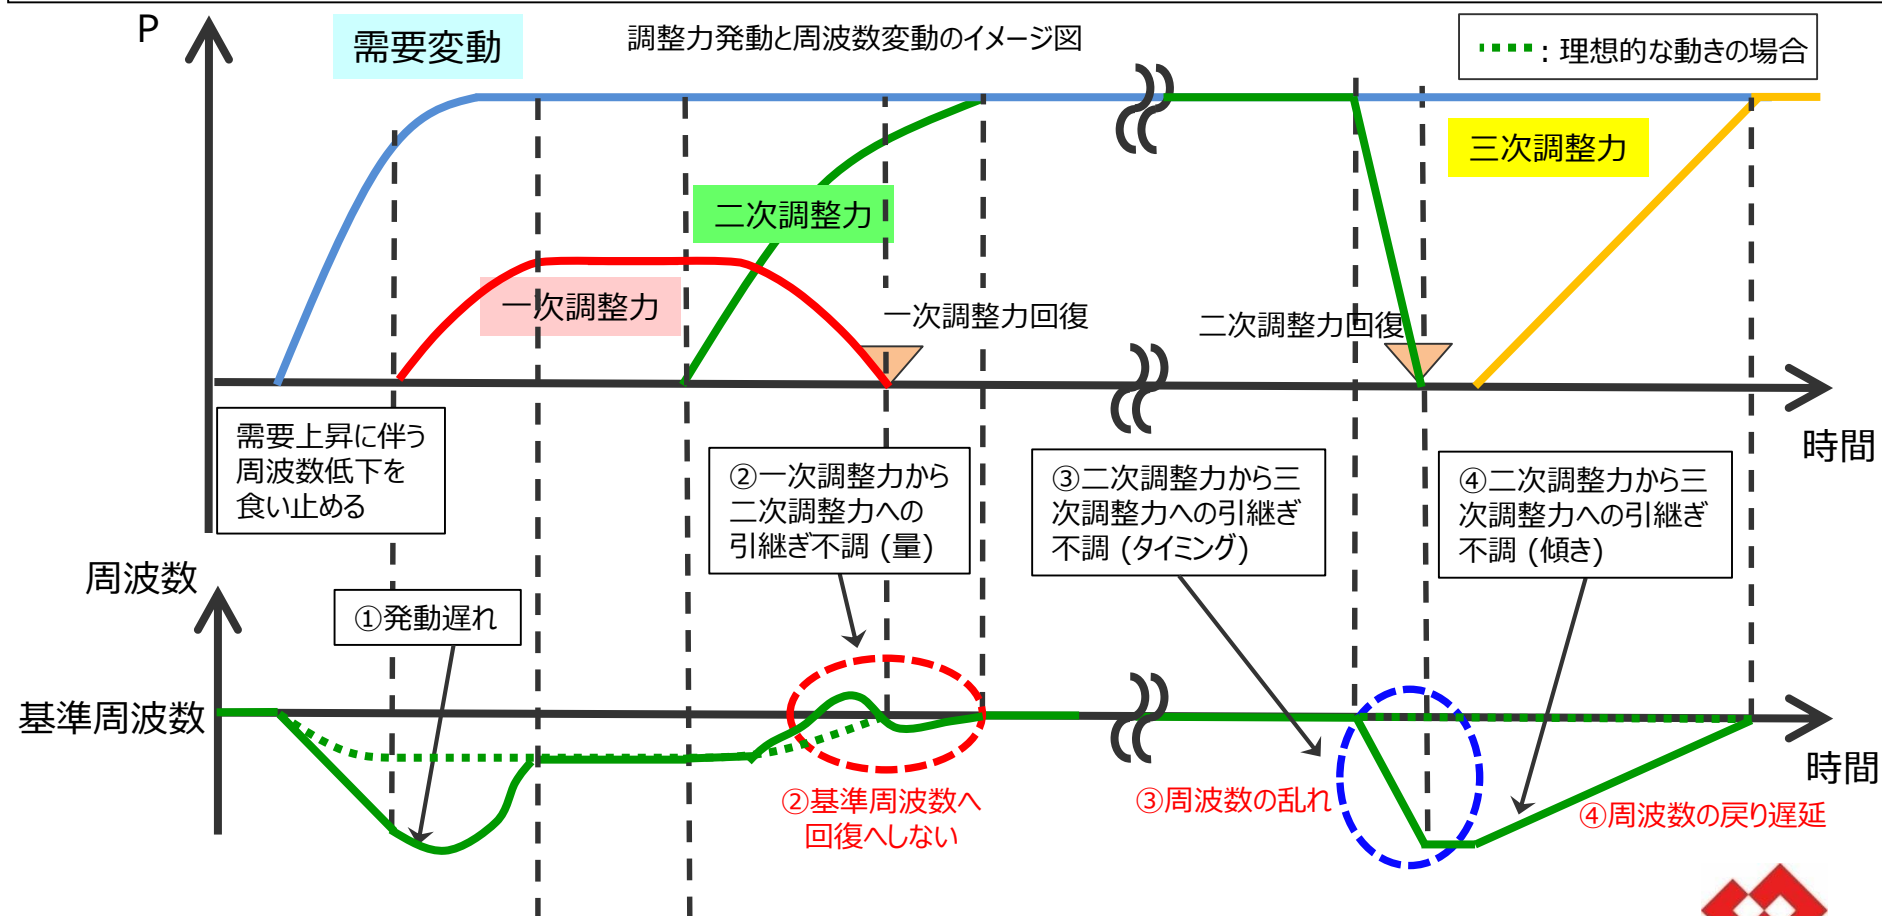 P
需要変動
調整力発動と周波数変動のイメージ図
：理想的な動きの場合
三次調整力
二次調整力
一次調整力
一次調整力回復
二次調整力回復
時間
需要上昇に伴う
周波数低下を
食い止める
②一次調整力から
二次調整力への
引継ぎ不調 (量)
③二次調整力から三
次調整力への引継ぎ
不調 (タイミング)
④二次調整力から三
次調整力への引継ぎ
不調 (傾き)
周波数
①発動遅れ
基準周波数
時間
②基準周波数へ
回復へしない
③周波数の乱れ
④周波数の戻り遅延